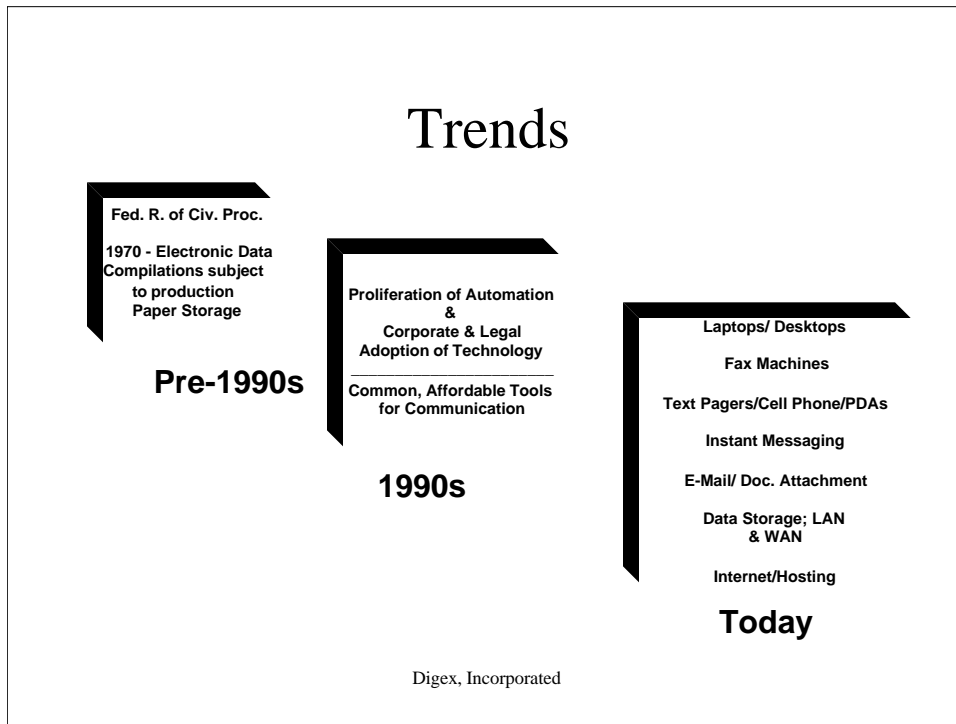 Trends
Fed. R. of Civ. Proc.
1970 - Electronic Data
Compilations subject
to production
Paper Storage
Pre-1990s
Proliferation of Automation
&
Corporate & Legal
Adoption of Technology
Common, Affordable Tools
for Communication
1990s
Laptops/ Desktops
Fax Machines
Text Pagers/Cell Phone/PDAs
Instant Messaging
E-Mail/ Doc. Attachment
Data Storage; LAN
& WAN
Internet/Hosting
Today
Digex, Incorporated